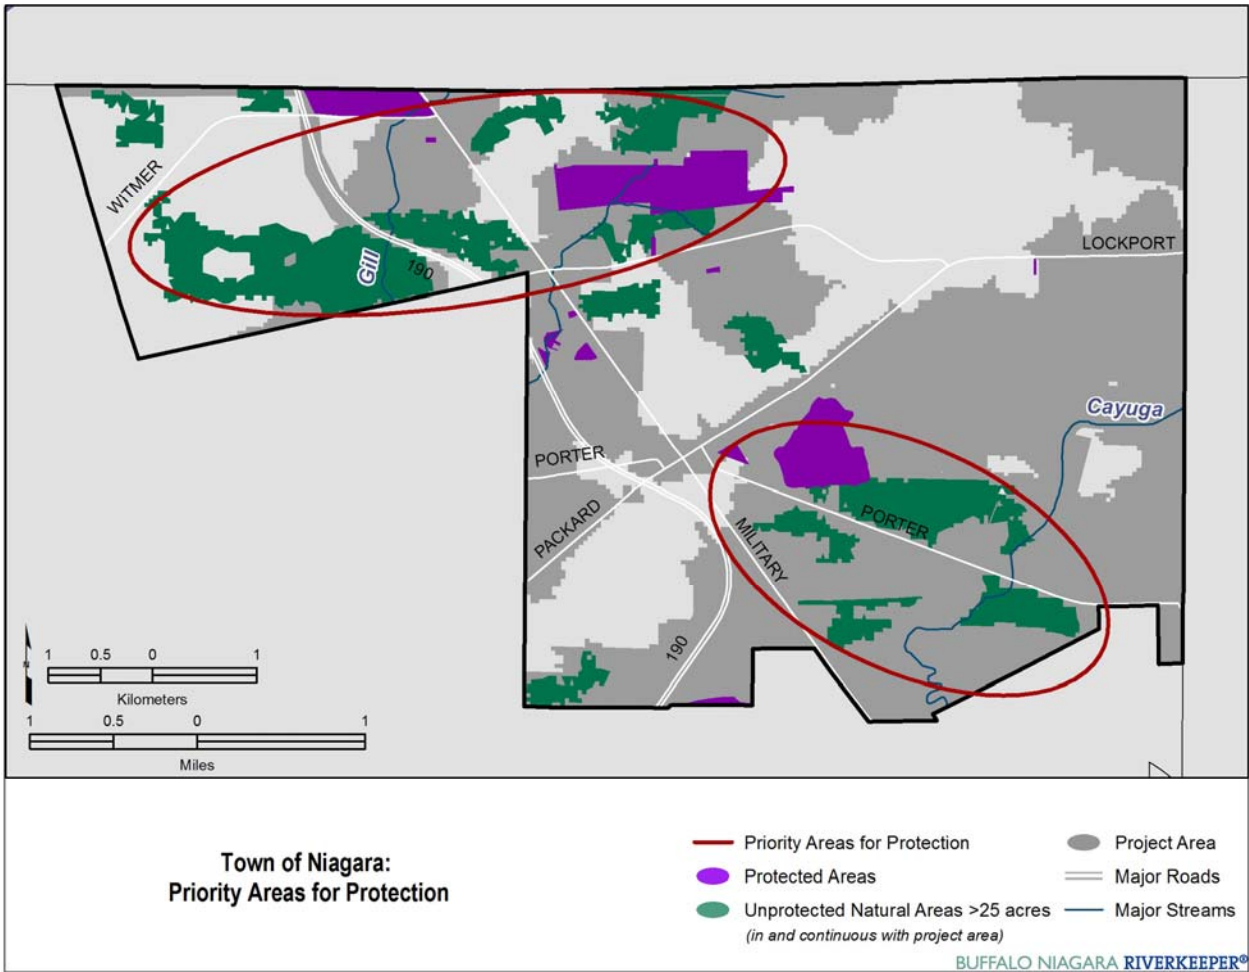 WITMER
LOCKPORT
Gill
190
Cayuga
PORTER
PACKARD
PORTER
MILITARY
190
N
1 0.5 0 1
Kilometers
1 0.5 0 1
Miles
Town of Niagara:
Priority Areas for Protection
Priority Areas for Protection
Protected Areas
Unprotected Natural Areas >25 acres
(in and continuous with project area)
Project Area
Major Roads
Major Streams
BUFFALO NIAGARA RIVERKEEPER®